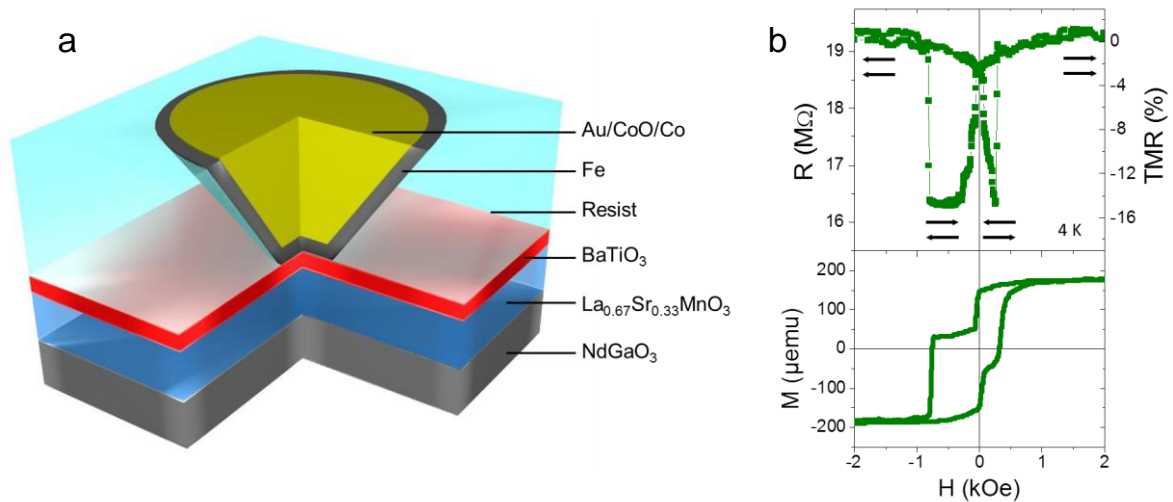 a
Au/CoO/Co
Fe
Resist
BaTiO₃
La₀.₆₇Sr₀.₃₃MnO₃
NdGaO₃
b
R (MΩ)
19
18
17
16
TMR (%)
0
-4
-8
-12
-16
4 K
M (µemu)
200
100
0
-100
-200
-2 -1 0 1 2
H (kOe)